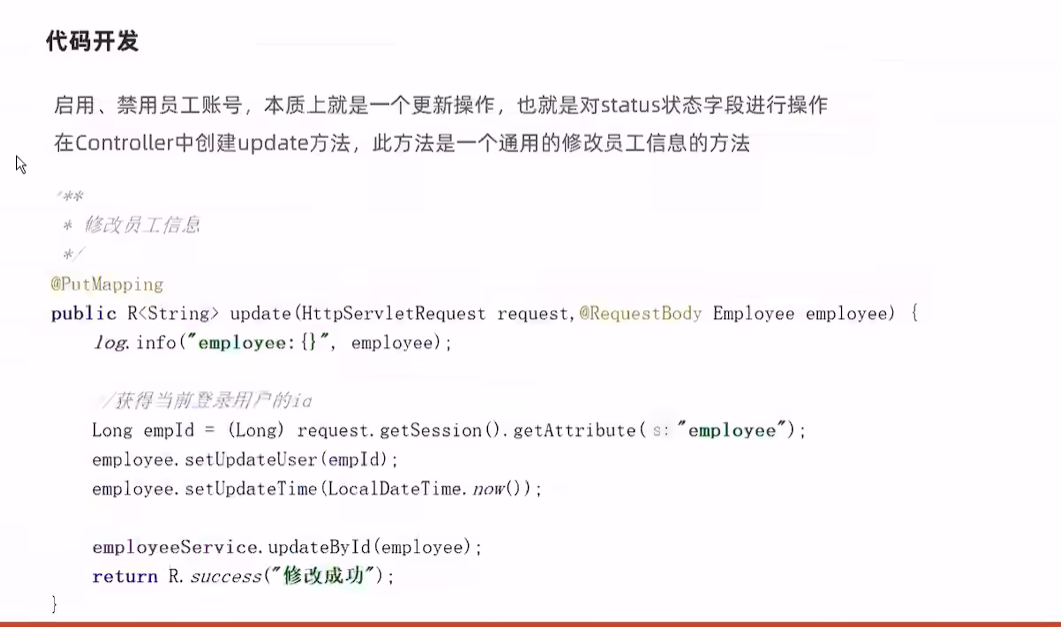 代码开发
启用、禁用员工账号，本质上就是一个更新操作，也就是对status状态字段进行操作
在Controller中创建update方法，此方法是一个通用的修改员工信息的方法
/**
* 修改员工信息
*/
@PutMapping
public R<String> update(HttpServletRequest request,@RequestBody Employee employee) {
log.info("employee:{}", employee);
//获得当前登录用户的id
Long empId = (Long) request.getSession().getAttribute( s: "employee");
employee.setUpdateUser(empId);
employee.setUpdateTime(LocalDateTime.now());
employeeService.updateById(employee);
return R.success("修改成功");
}